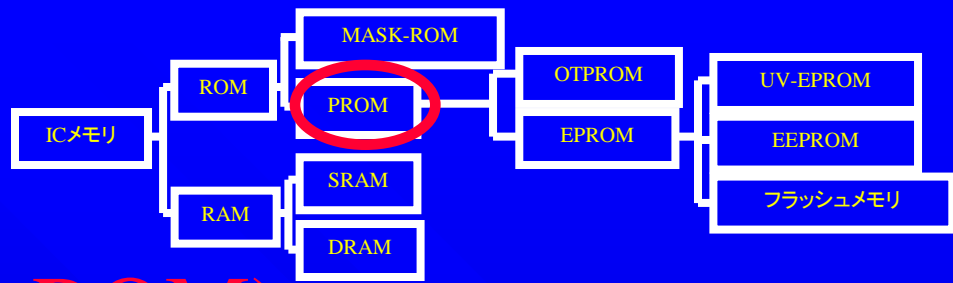 MASK-ROM
ROM
OTPROM
UV-EPROM
PROM
ICメモリ
EPROM
EEPROM
SRAM
RAM
フラッシュメモリ
DRAM